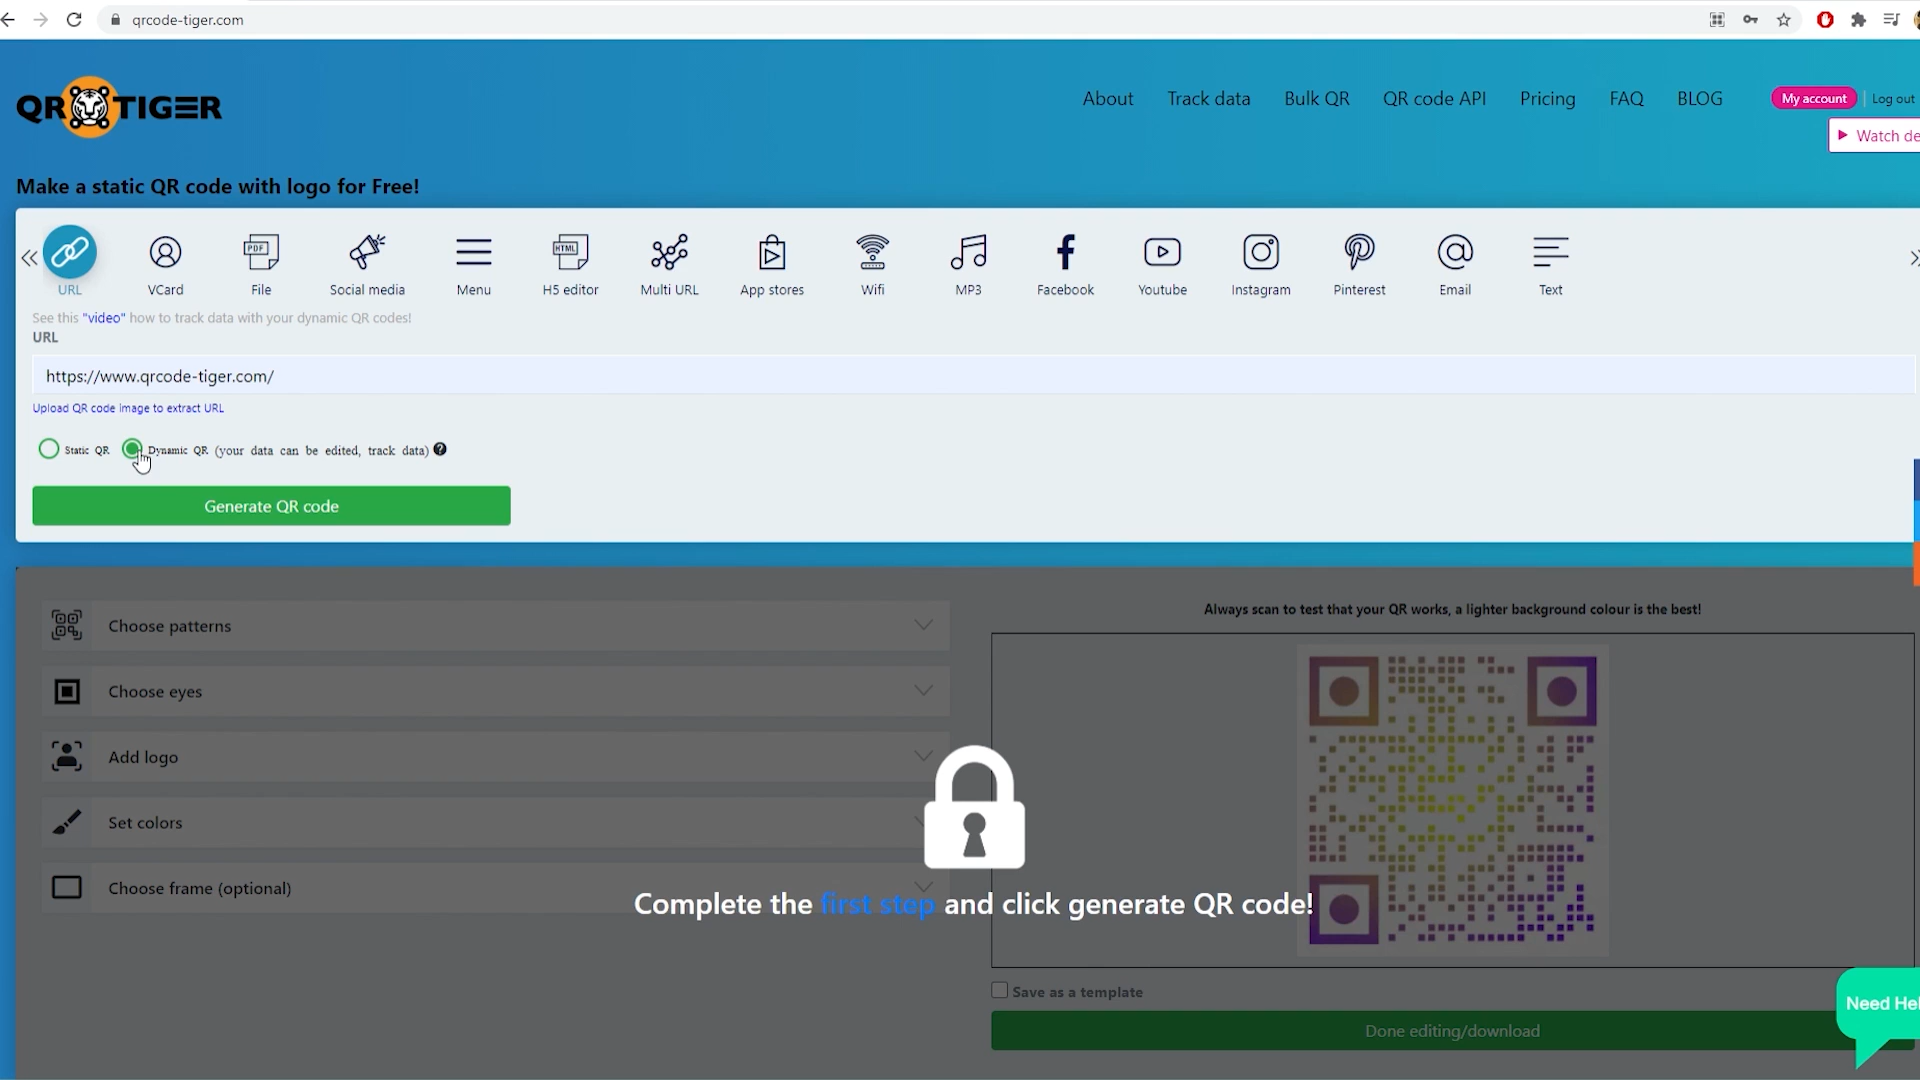 qrcode-tiger.com
QR TIGER
About Track data Bulk QR QR code API Pricing FAQ BLOG My account Log out
Watch
Make a static QR code with logo for Free!
URL VCard PDF File Social media Menu HTML H5 editor Multi URL App stores Wifi MP3 Facebook Youtube Instagram Pinterest Email Text
See this "video" how to track data with your dynamic QR codes!
URL
https://www.qrcode-tiger.com/
Upload QR code image to extract URL
Static QR Dynamic QR (your data can be edited, track data) ?
Generate QR code
Choose patterns
Choose eyes
Add logo
Set colors
Choose frame (optional)
Always scan to test that your QR works, a lighter background colour is the best!
Complete the first step and click generate QR code!
Save as a template
Done editing/download
Need